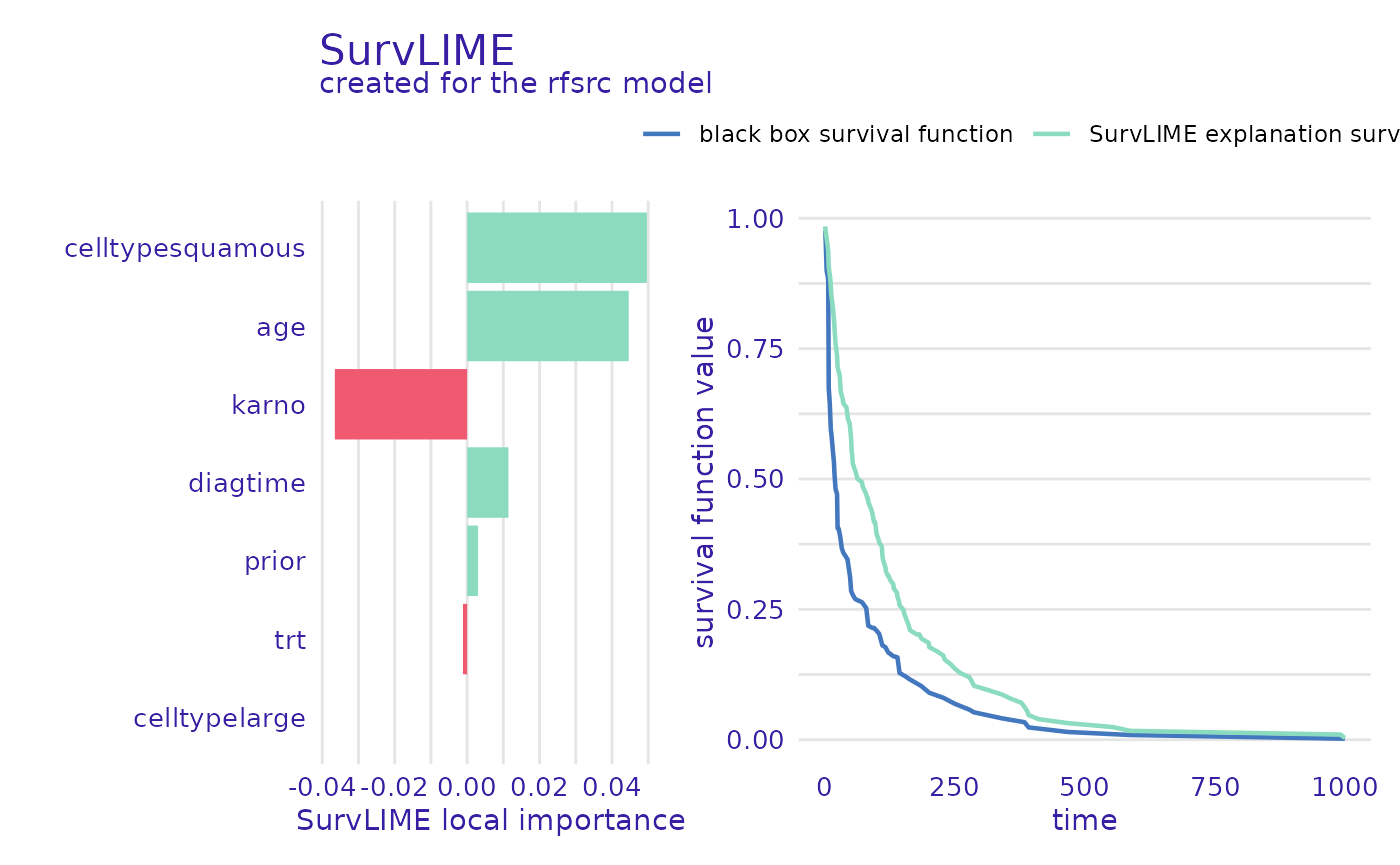 SurvLIME
created for the rfsrc model
black box survival function
SurvLIME explanation surv
celltypesquamous
age
karno
diagtime
prior
trt
celltypelarge
-0.04 -0.02 0.00 0.02 0.04
SurvLIME local importance
survival function value
1.00
0.75
0.50
0.25
0.00
0 250 500 750 1000
time